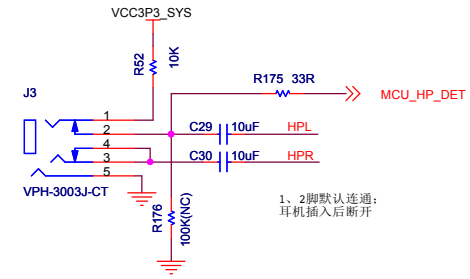 VCC3P3_SYS
R52
10K
R175 33R
MCU_HP_DET
J3
1
2
4
3
5
C29 10uF HPL
C30 10uF HPR
VPH-3003J-CT
R176
100K(NC)
1、2脚默认连通；
耳机插入后断开